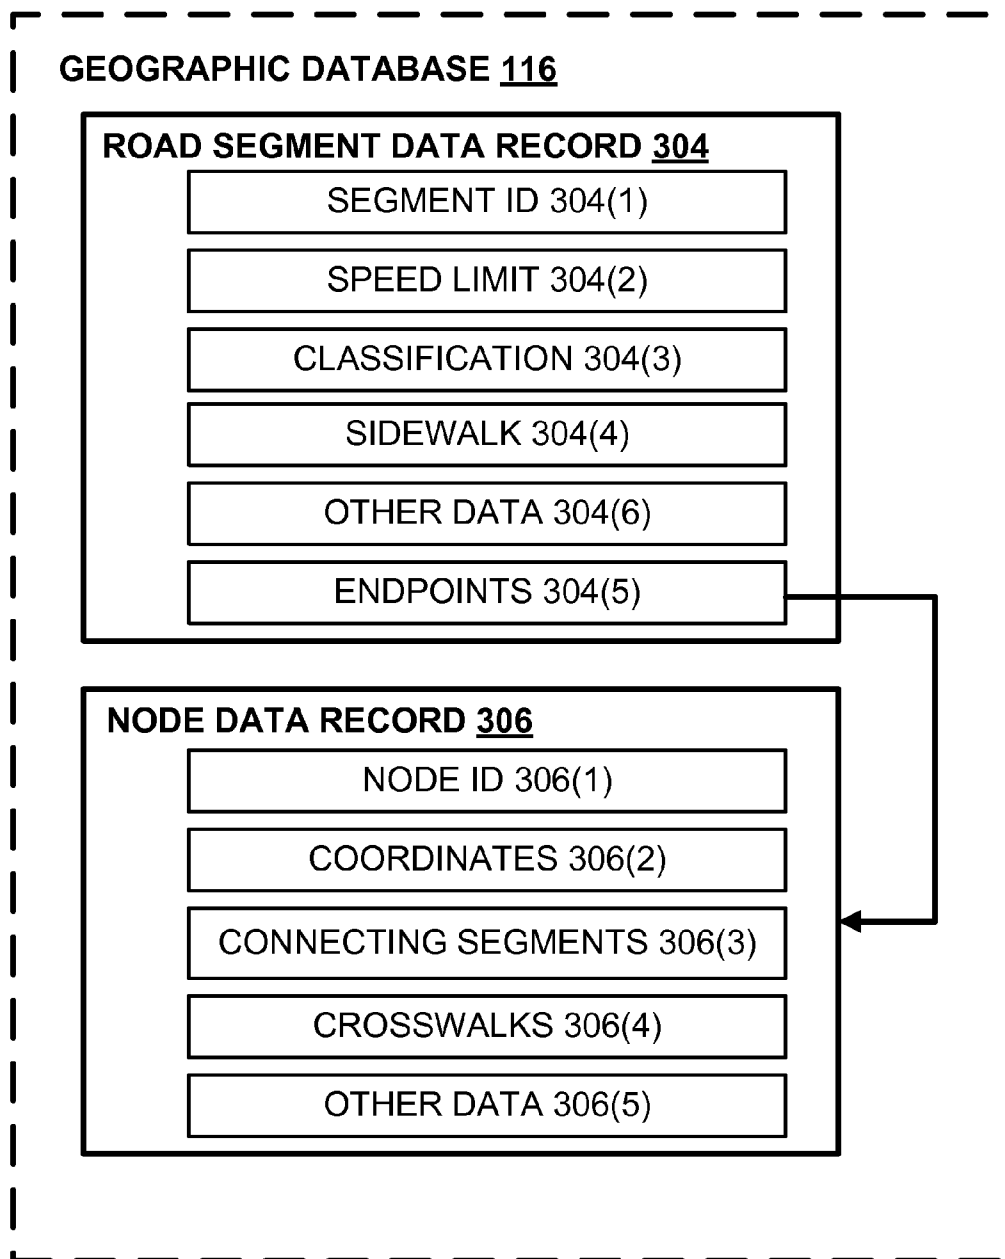 GEOGRAPHIC DATABASE 116
ROAD SEGMENT DATA RECORD 304
SEGMENT ID 304(1)
SPEED LIMIT 304(2)
CLASSIFICATION 304(3)
SIDEWALK 304(4)
OTHER DATA 304(6)
ENDPOINTS 304(5)
NODE DATA RECORD 306
NODE ID 306(1)
COORDINATES 306(2)
CONNECTING SEGMENTS 306(3)
CROSSWALKS 306(4)
OTHER DATA 306(5)